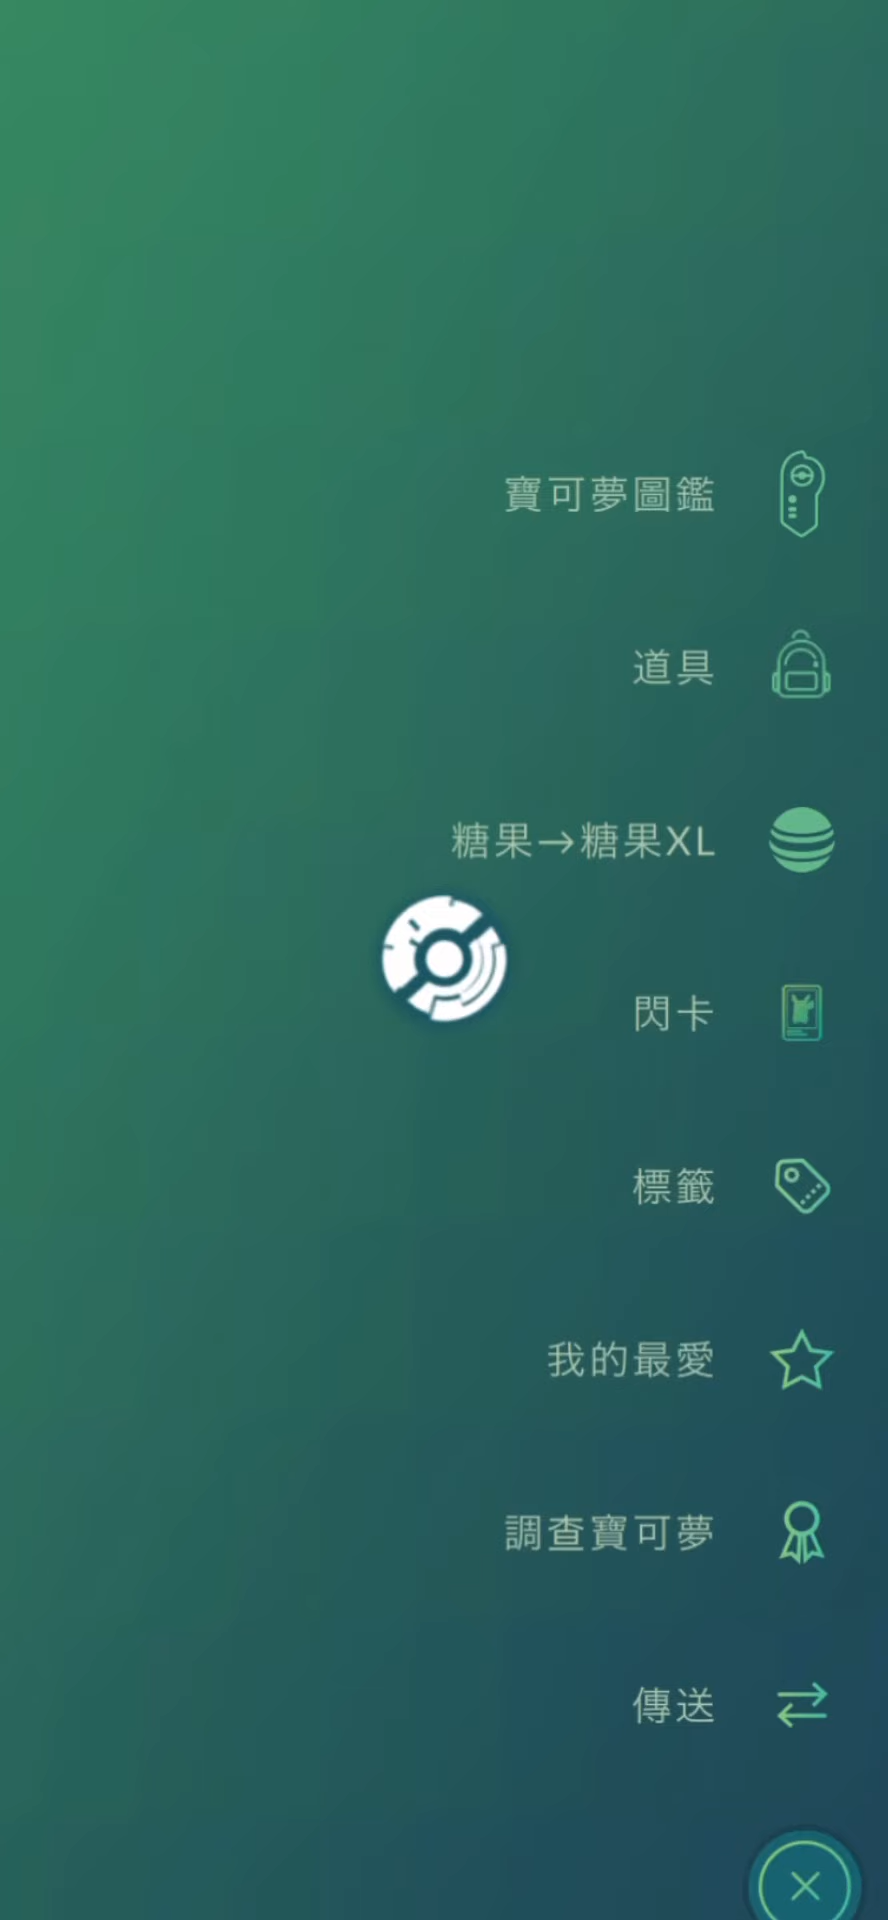 寶可夢圖鑑
道具
糖果→糖果XL
閃卡
標籤
我的最愛
調查寶可夢
傳送